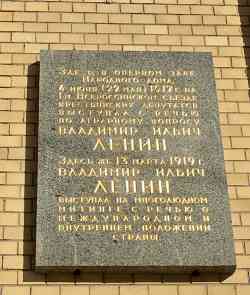 Здесь в оперном зале
Народного дома
4 июня (22 мая) 1917 г. на
I м Всероссийском съезде
крестьянских депутатов
выступал с речью
по аграрному вопросу
Владимир Ильич
ЛЕНИН
Здесь же 13 марта 1919 г.
Владимир Ильич
ЛЕНИН
выступал на многолюдном
митинге с речью о
международном и
внутреннем положении
страны